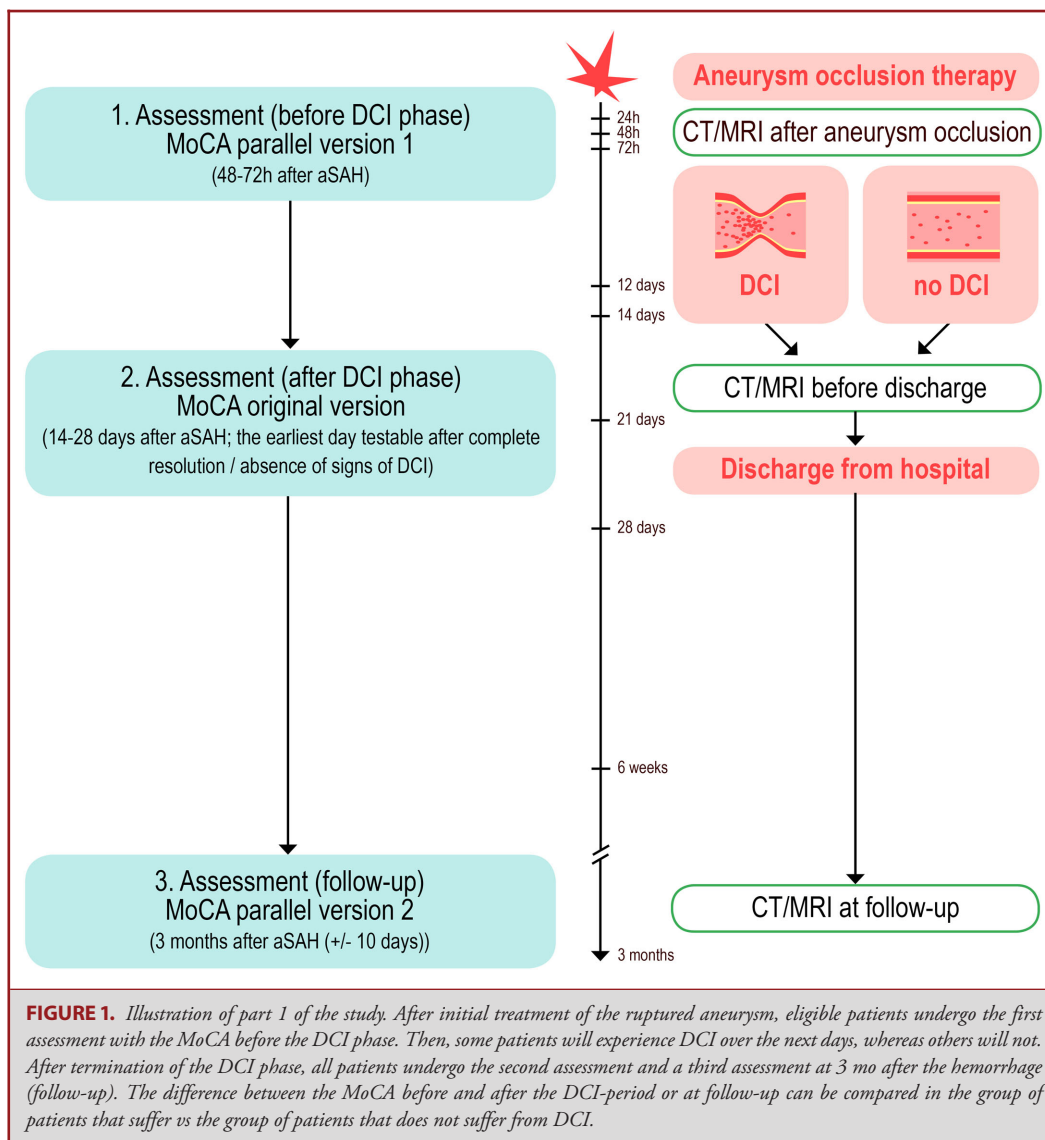 1. Assessment (before DCI phase)
MoCA parallel version 1
(48-72h after aSAH)
2. Assessment (after DCI phase)
MoCA original version
(14-28 days after aSAH; the earliest day testable after complete
resolution / absence of signs of DCI)
3. Assessment (follow-up)
MoCA parallel version 2
(3 months after aSAH (+/- 10 days))
24h
48h
72h
12 days
14 days
21 days
28 days
6 weeks
3 months
Aneurysm occlusion therapy
CT/MRI after aneurysm occlusion
DCI
no DCI
CT/MRI before discharge
Discharge from hospital
CT/MRI at follow-up
FIGURE 1. Illustration of part 1 of the study. After initial treatment of the ruptured aneurysm, eligible patients undergo the first
assessment with the MoCA before the DCI phase. Then, some patients will experience DCI over the next days, whereas others will not.
After termination of the DCI phase, all patients undergo the second assessment and a third assessment at 3 mo after the hemorrhage
(follow-up). The difference between the MoCA before and after the DCI-period or at follow-up can be compared in the group of
patients that suffer vs the group of patients that does not suffer from DCI.